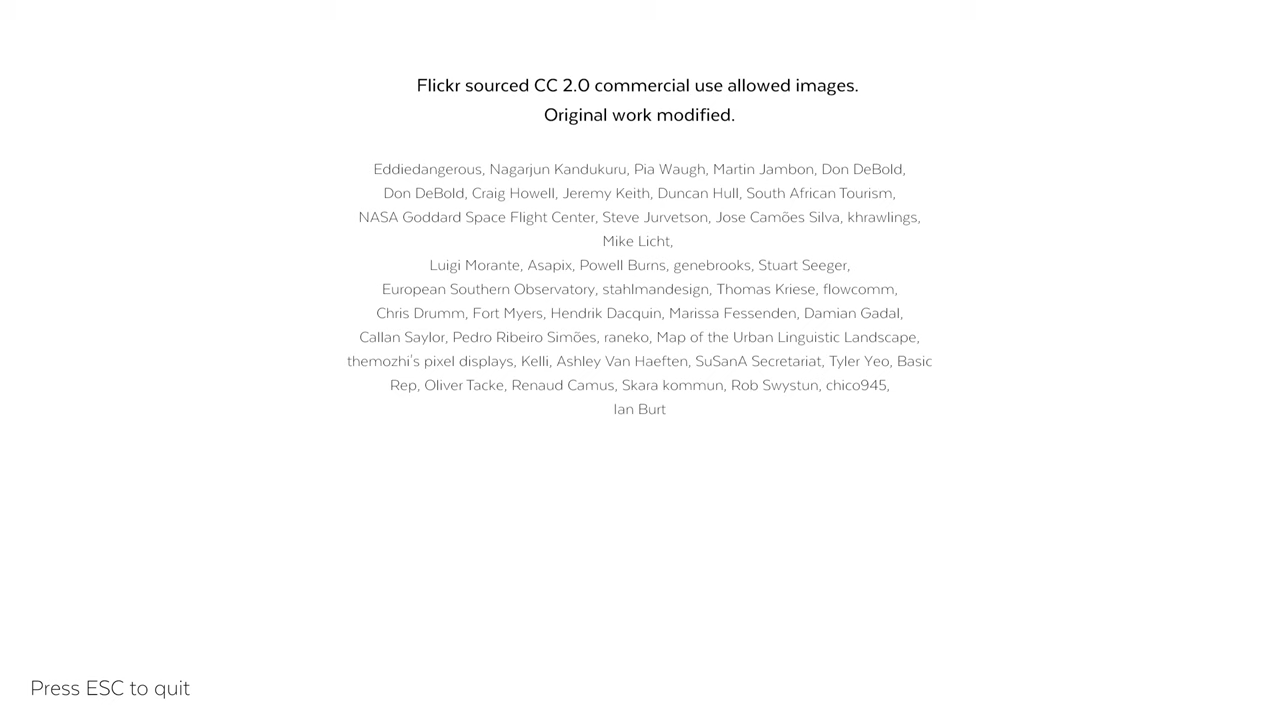 Flickr sourced CC 2.0 commercial use allowed images.
Original work modified.
Eddiedangerous, Nagarjun Kandukuru, Pia Waugh, Martin Jambon, Don DeBold,
Don DeBold, Craig Howell, Jeremy Keith, Duncan Hull, South African Tourism,
NASA Goddard Space Flight Center, Steve Jurvetson, Jose Camões Silva, khrawlings,
Mike Licht,
Luigi Morante, Asapix, Powell Burns, genebrooks, Stuart Seeger,
European Southern Observatory, stahlmandesign, Thomas Kriese, flowcomm,
Chris Drumm, Fort Myers, Hendrik Dacquin, Marissa Fessenden, Damian Gadal,
Callan Saylor, Pedro Ribeiro Simões, raneko, Map of the Urban Linguistic Landscape,
themozhi's pixel displays, Kelli, Ashley Van Haeften, SuSanA Secretariat, Tyler Yeo, Basic
Rep, Oliver Tacke, Renaud Camus, Skara kommun, Rob Swystun, chico945,
Ian Burt
Press ESC to quit